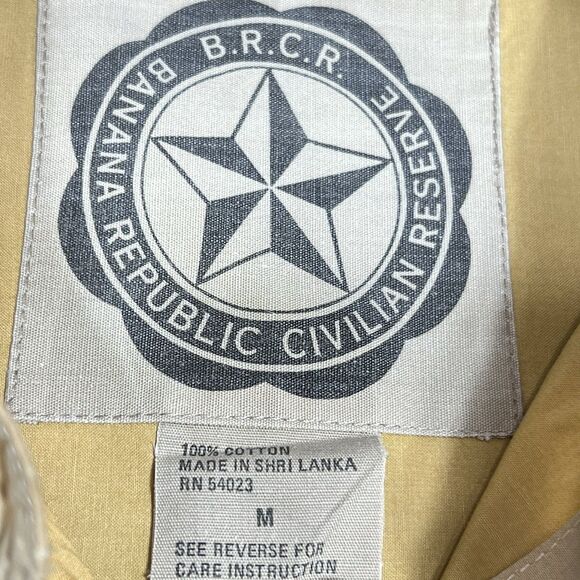 B.R.C.R.
BANANA REPUBLIC CIVILIAN RESERVE
100% COTTON
MADE IN SHRI LANKA
RN 54023
M
SEE REVERSE FOR
CARE INSTRUCTION